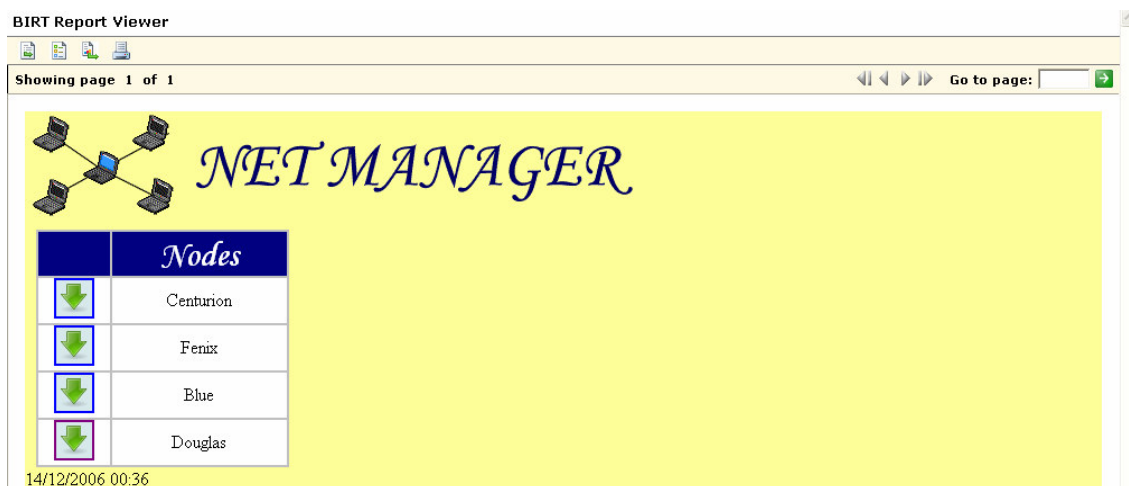 BIRT Report Viewer
Showing page 1 of 1
Go to page:
NET MANAGER
Nodes
Centurion
Fenix
Blue
Douglas
14/12/2006 00:36